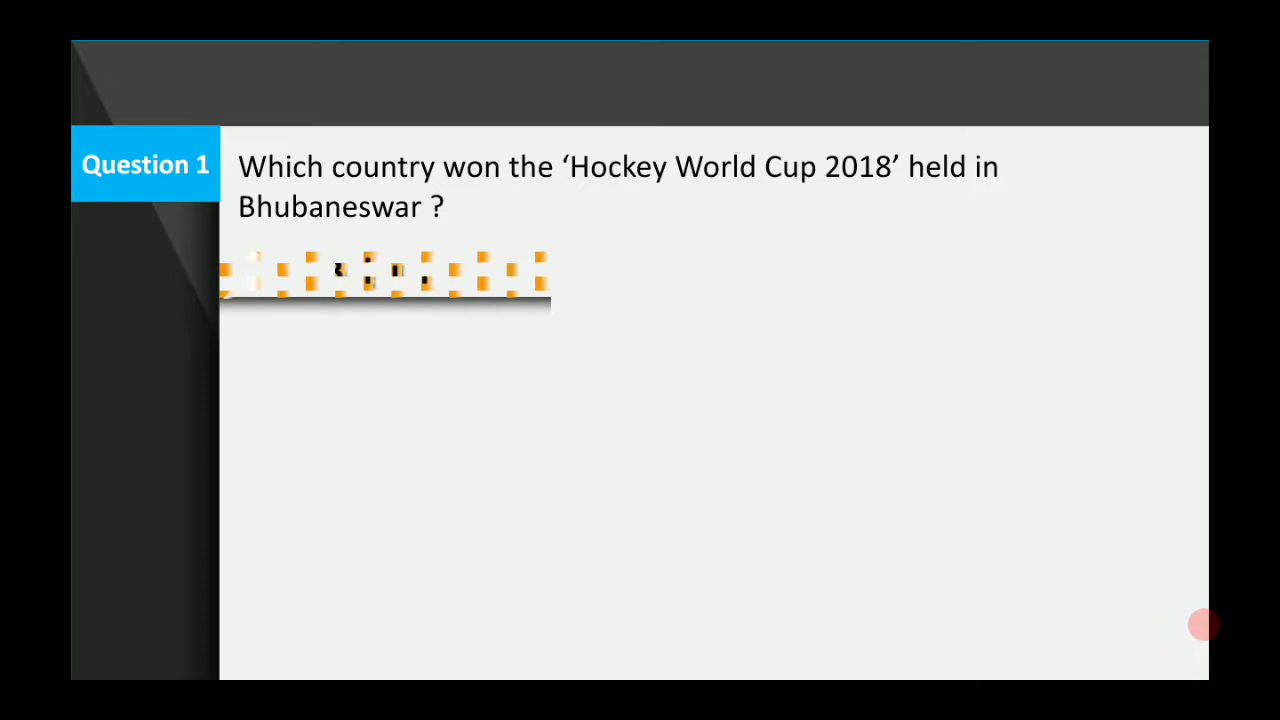 Question 1
Which country won the ‘Hockey World Cup 2018’ held in
Bhubaneswar ?